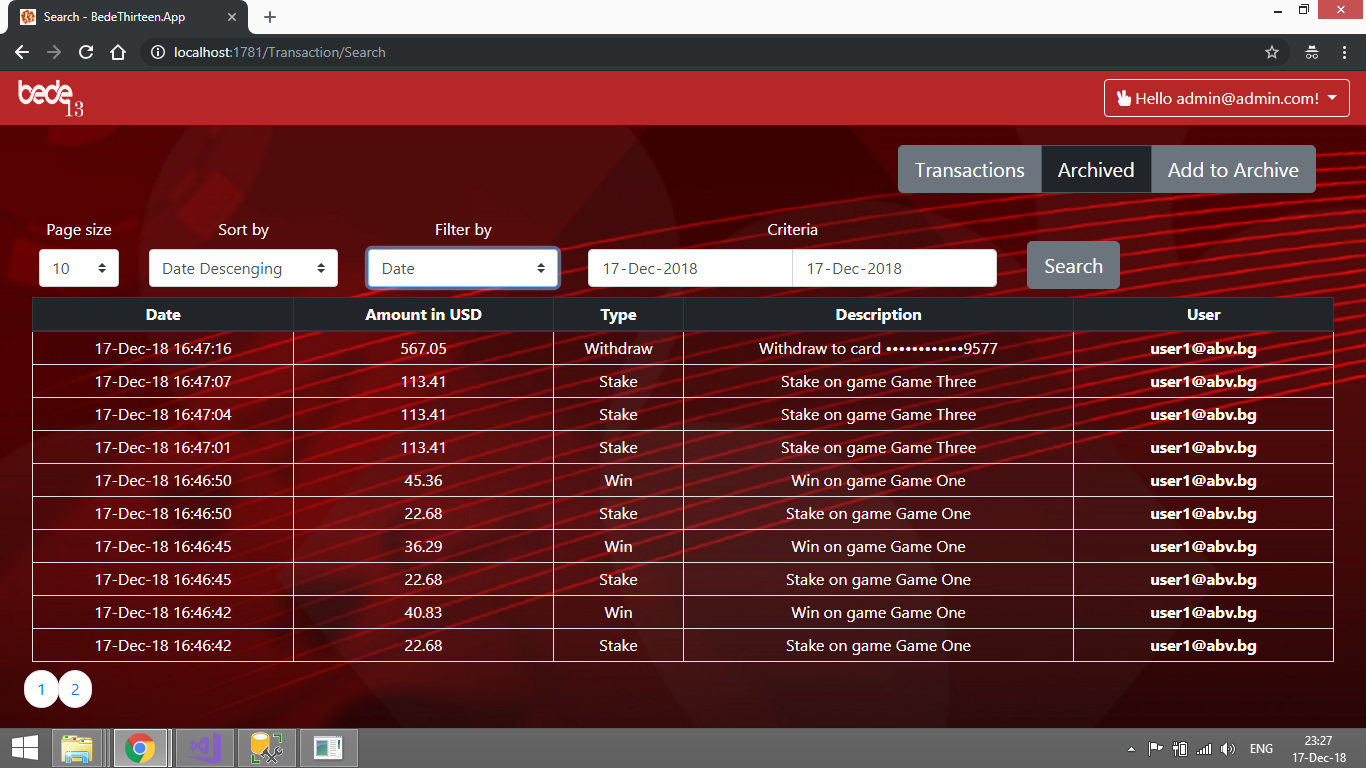 Search - BedeThirteen.App
localhost:1781/Transaction/Search
bede 13
Hello admin@admin.com!
Transactions Archived Add to Archive
Page size Sort by Filter by Criteria
10 Date Descenging Date 17-Dec-2018 17-Dec-2018 Search
Date Amount in USD Type Description User
17-Dec-18 16:47:16 567.05 Withdraw Withdraw to card ••••••••••••9577 user1@abv.bg
17-Dec-18 16:47:07 113.41 Stake Stake on game Game Three user1@abv.bg
17-Dec-18 16:47:04 113.41 Stake Stake on game Game Three user1@abv.bg
17-Dec-18 16:47:01 113.41 Stake Stake on game Game Three user1@abv.bg
17-Dec-18 16:46:50 45.36 Win Win on game Game One user1@abv.bg
17-Dec-18 16:46:50 22.68 Stake Stake on game Game One user1@abv.bg
17-Dec-18 16:46:45 36.29 Win Win on game Game One user1@abv.bg
17-Dec-18 16:46:45 22.68 Stake Stake on game Game One user1@abv.bg
17-Dec-18 16:46:42 40.83 Win Win on game Game One user1@abv.bg
17-Dec-18 16:46:42 22.68 Stake Stake on game Game One user1@abv.bg
1 2
ENG
23:27
17-Dec-18